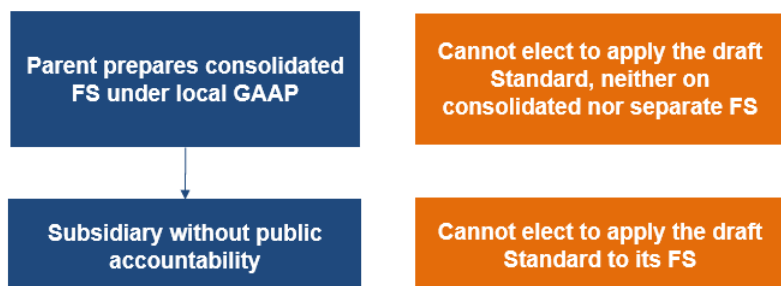 Parent prepares consolidated
FS under local GAAP
Cannot elect to apply the draft
Standard, neither on
consolidated nor separate FS
Subsidiary without public
accountability
Cannot elect to apply the draft
Standard to its FS